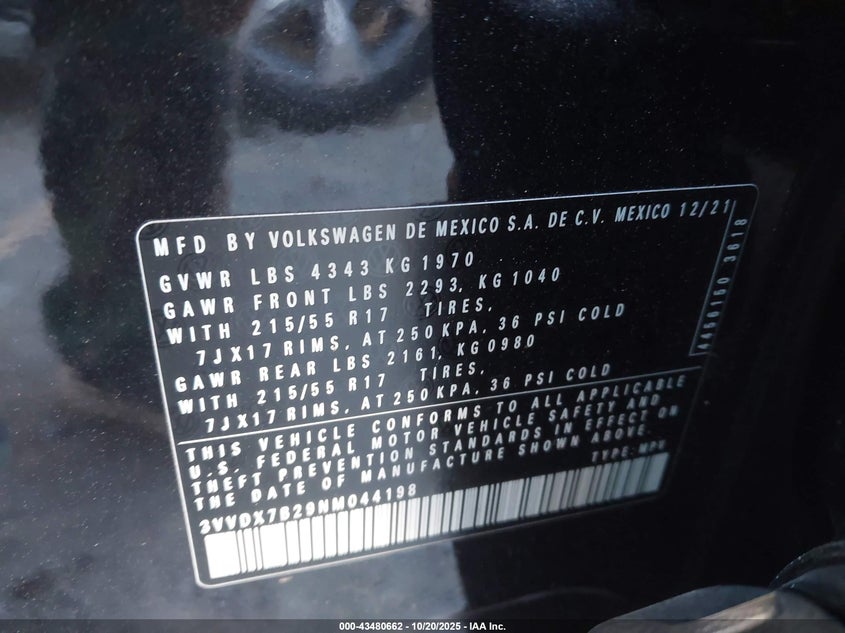 MFD BY VOLKSWAGEN DE MEXICO S.A. DE C.V. MEXICO 12/21
GVWR LBS 4343 KG 1970
GAWR FRONT LBS 2293, KG 1040
WITH 215/55 R17 TIRES,
7JX17 RIMS, AT 250 KPA, 36 PSI COLD
GAWR REAR LBS 2161, KG 0980
WITH 215/55 R17 TIRES,
7JX17 RIMS, AT 250 KPA, 36 PSI COLD
THIS VEHICLE CONFORMS TO ALL APPLICABLE
U.S. FEDERAL MOTOR VEHICLE SAFETY AND
THEFT PREVENTION STANDARDS IN EFFECT ON
THE DATE OF MANUFACTURE SHOWN ABOVE.
TYPE: MPV
3VVDX7B29NM044198
3618
000-43480662 - 10/20/2025 - IAA Inc.